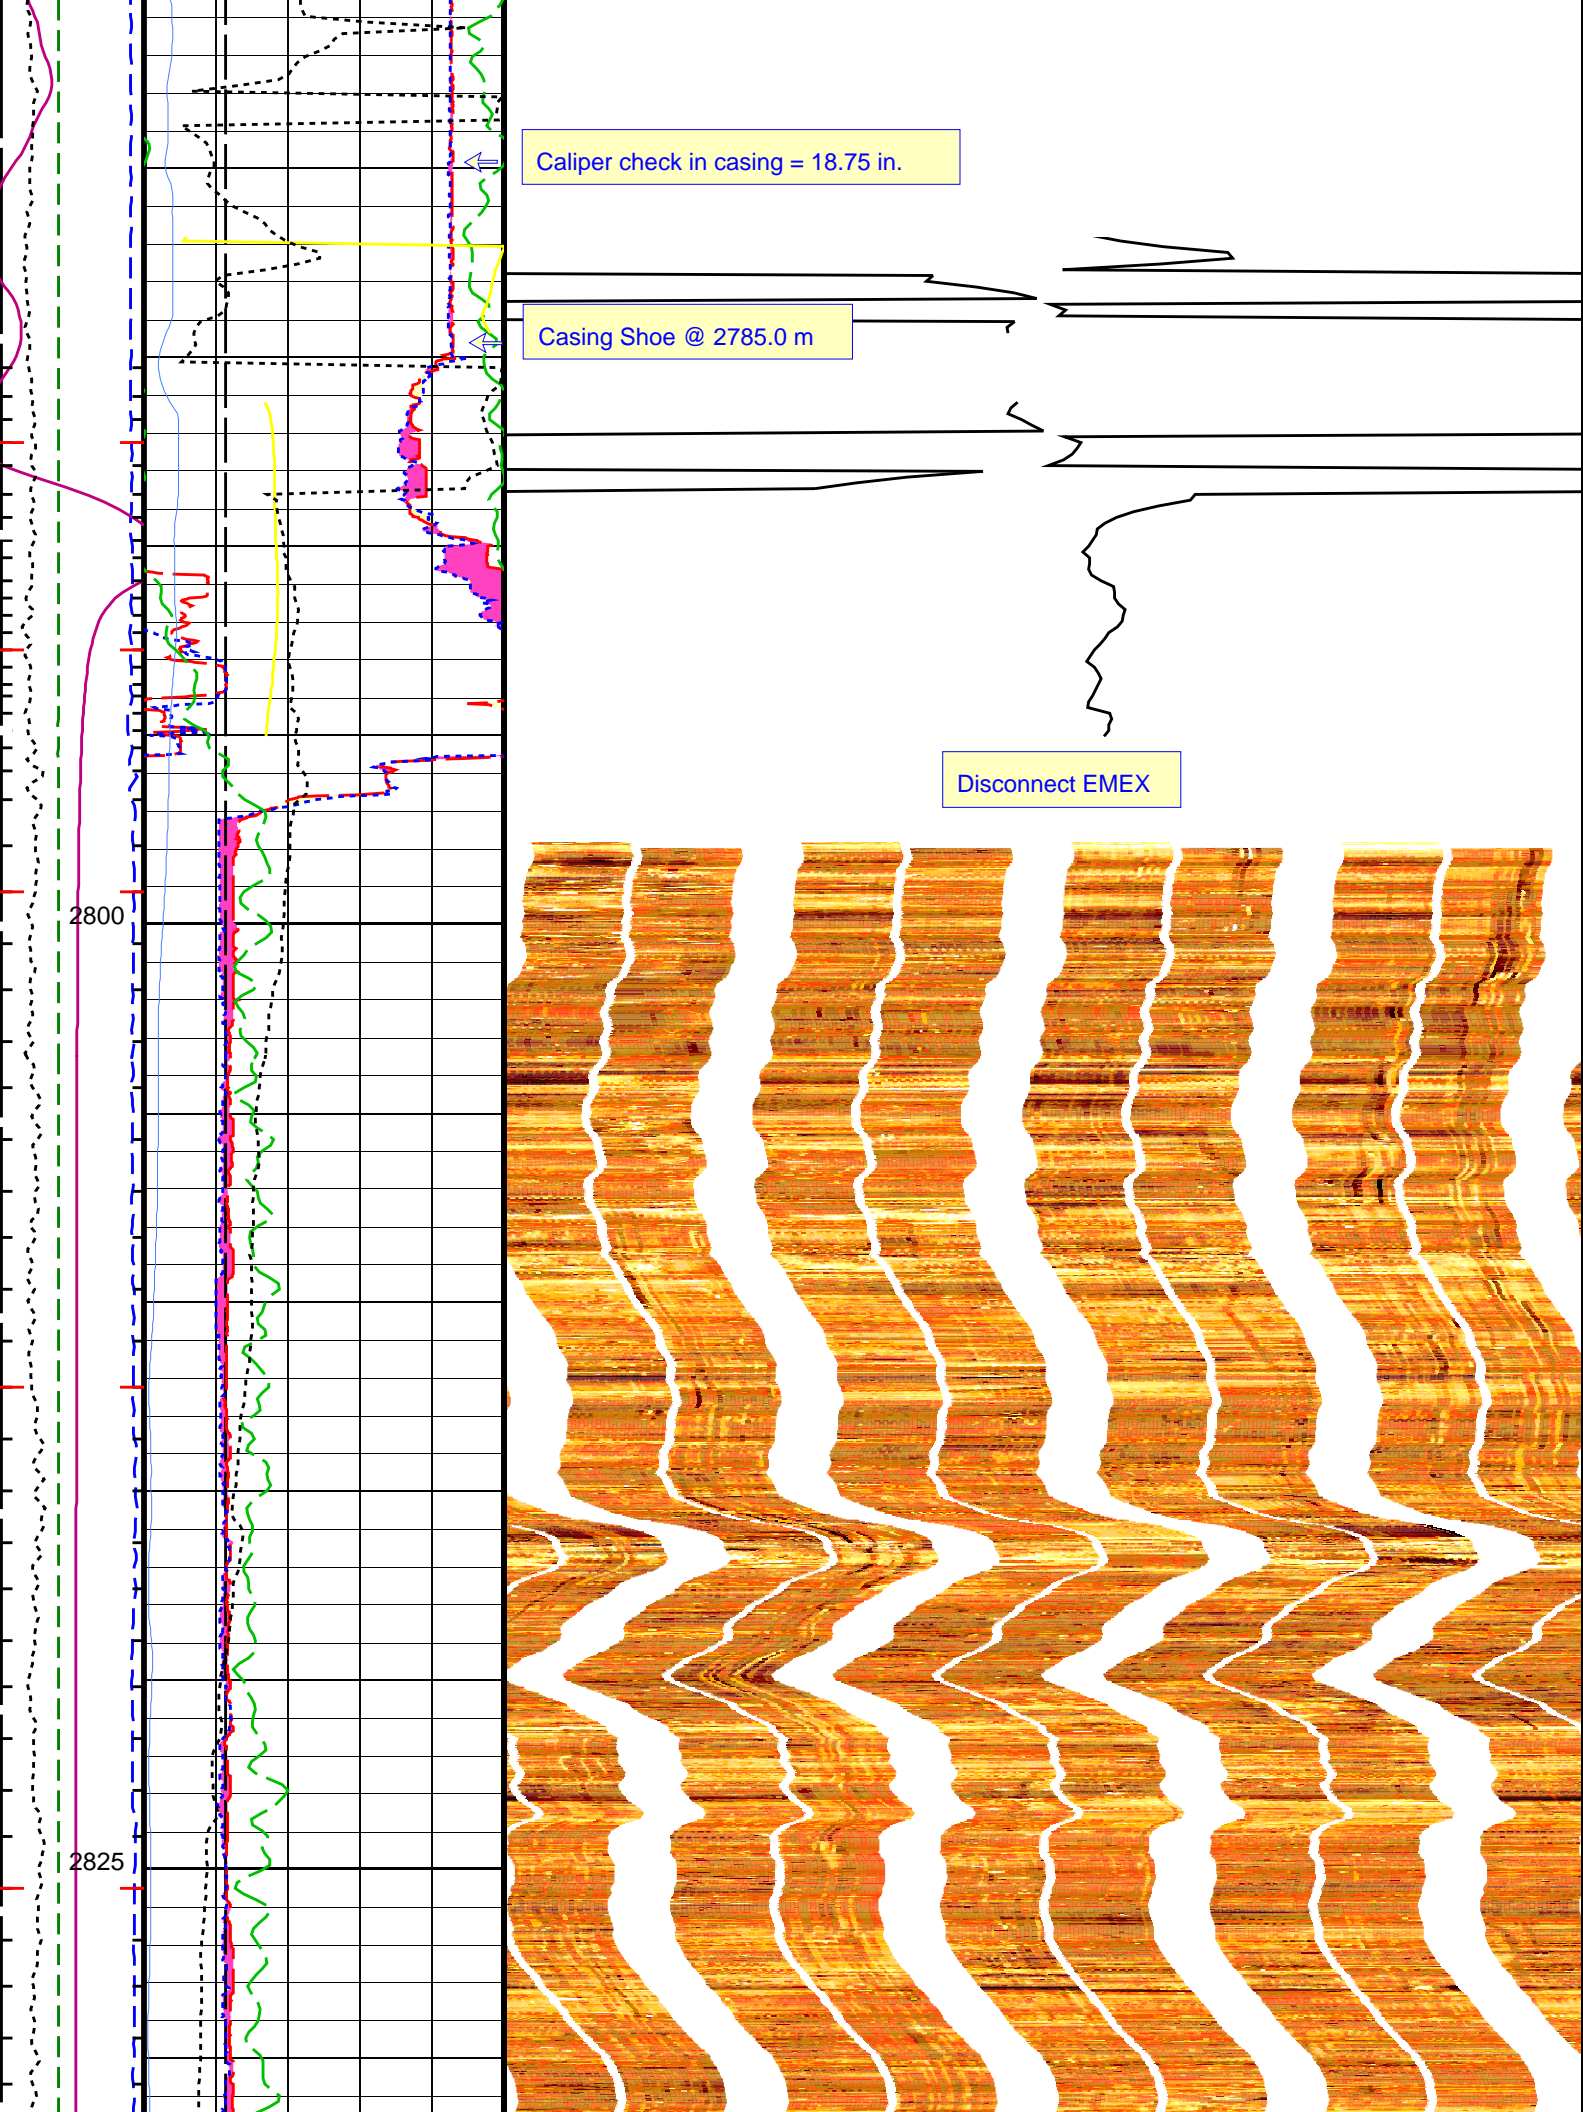 Caliper check in casing = 18.75 in.
Casing Shoe @ 2785.0 m
Disconnect EMEX
2800
2825